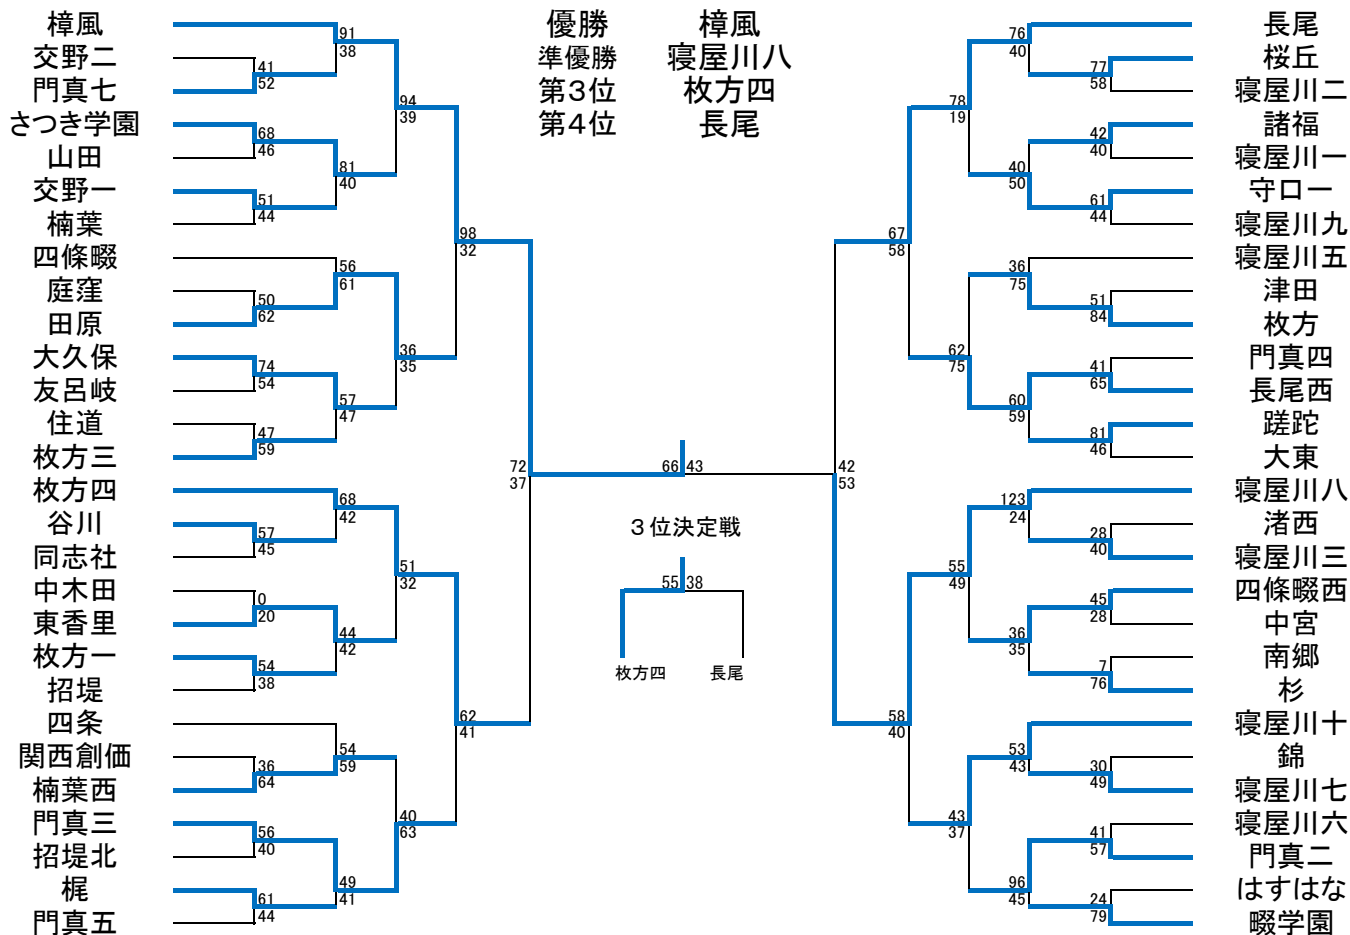 優勝 樟風
準優勝 寝屋川八
第3位 枚方四
第4位 長尾
樟風
交野二
門真七
さつき学園
山田
交野一
楠葉
四條畷
庭窪
田原
大久保
友呂岐
住道
枚方三
枚方四
谷川
同志社
中木田
東香里
枚方一
招堤
四条
関西創価
楠葉西
門真三
招堤北
梶
門真五
41
52
68
46
51
44
50
62
74
54
47
59
57
45
0
20
54
38
36
64
56
40
61
44
91
38
81
40
56
61
57
47
68
42
44
42
54
59
49
41
94
39
36
35
51
32
40
63
98
32
62
41
72
37
66 43
3位決定戦
55 38
枚方四 長尾
42
53
67
58
58
40
78
19
62
75
55
49
43
37
76
40
40
50
36
75
60
59
123
24
36
35
53
43
96
45
77
58
42
40
61
44
51
84
41
65
81
46
28
40
45
28
7
76
30
49
41
57
24
79
長尾
桜丘
寝屋川二
諸福
寝屋川一
守口一
寝屋川九
寝屋川五
津田
枚方
門真四
長尾西
蹉跎
大東
寝屋川八
渚西
寝屋川三
四條畷西
中宮
南郷
杉
寝屋川十
錦
寝屋川七
寝屋川六
門真二
はすはな
畷学園